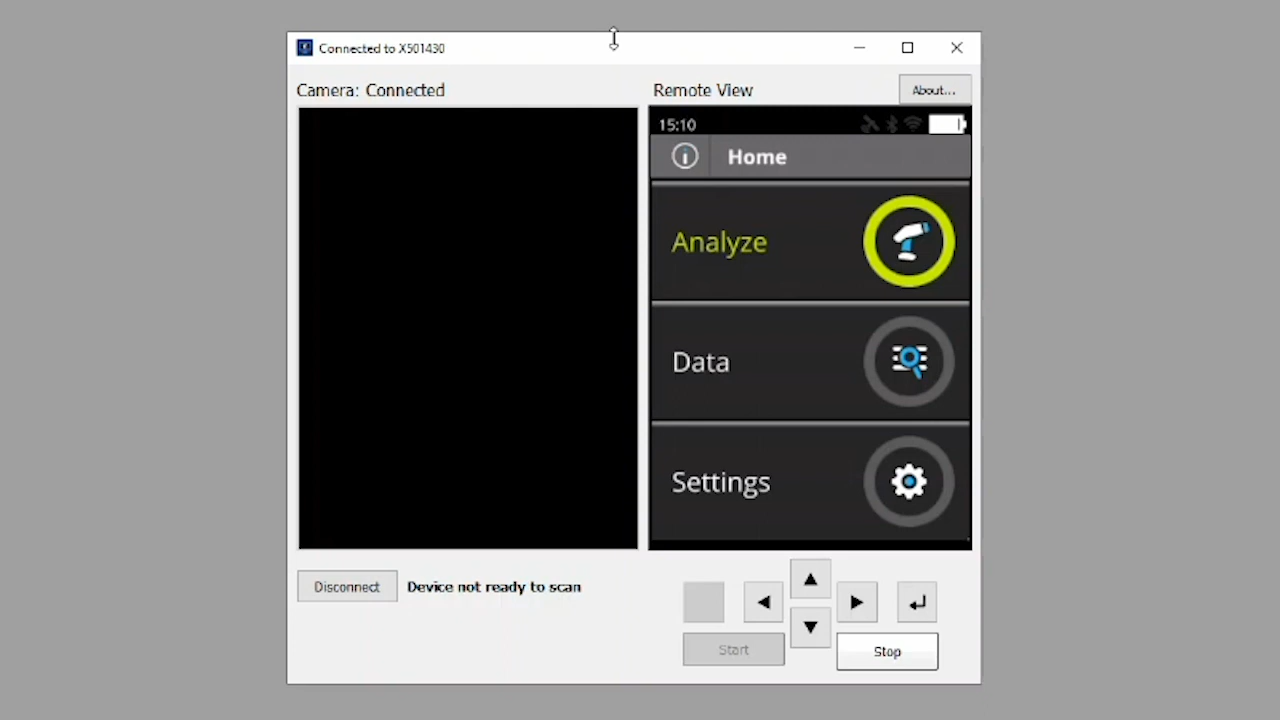 Connected to X501430
Camera: Connected
Remote View
About...
15:10
Home
Analyze
Data
Settings
Disconnect
Device not ready to scan
Start
Stop